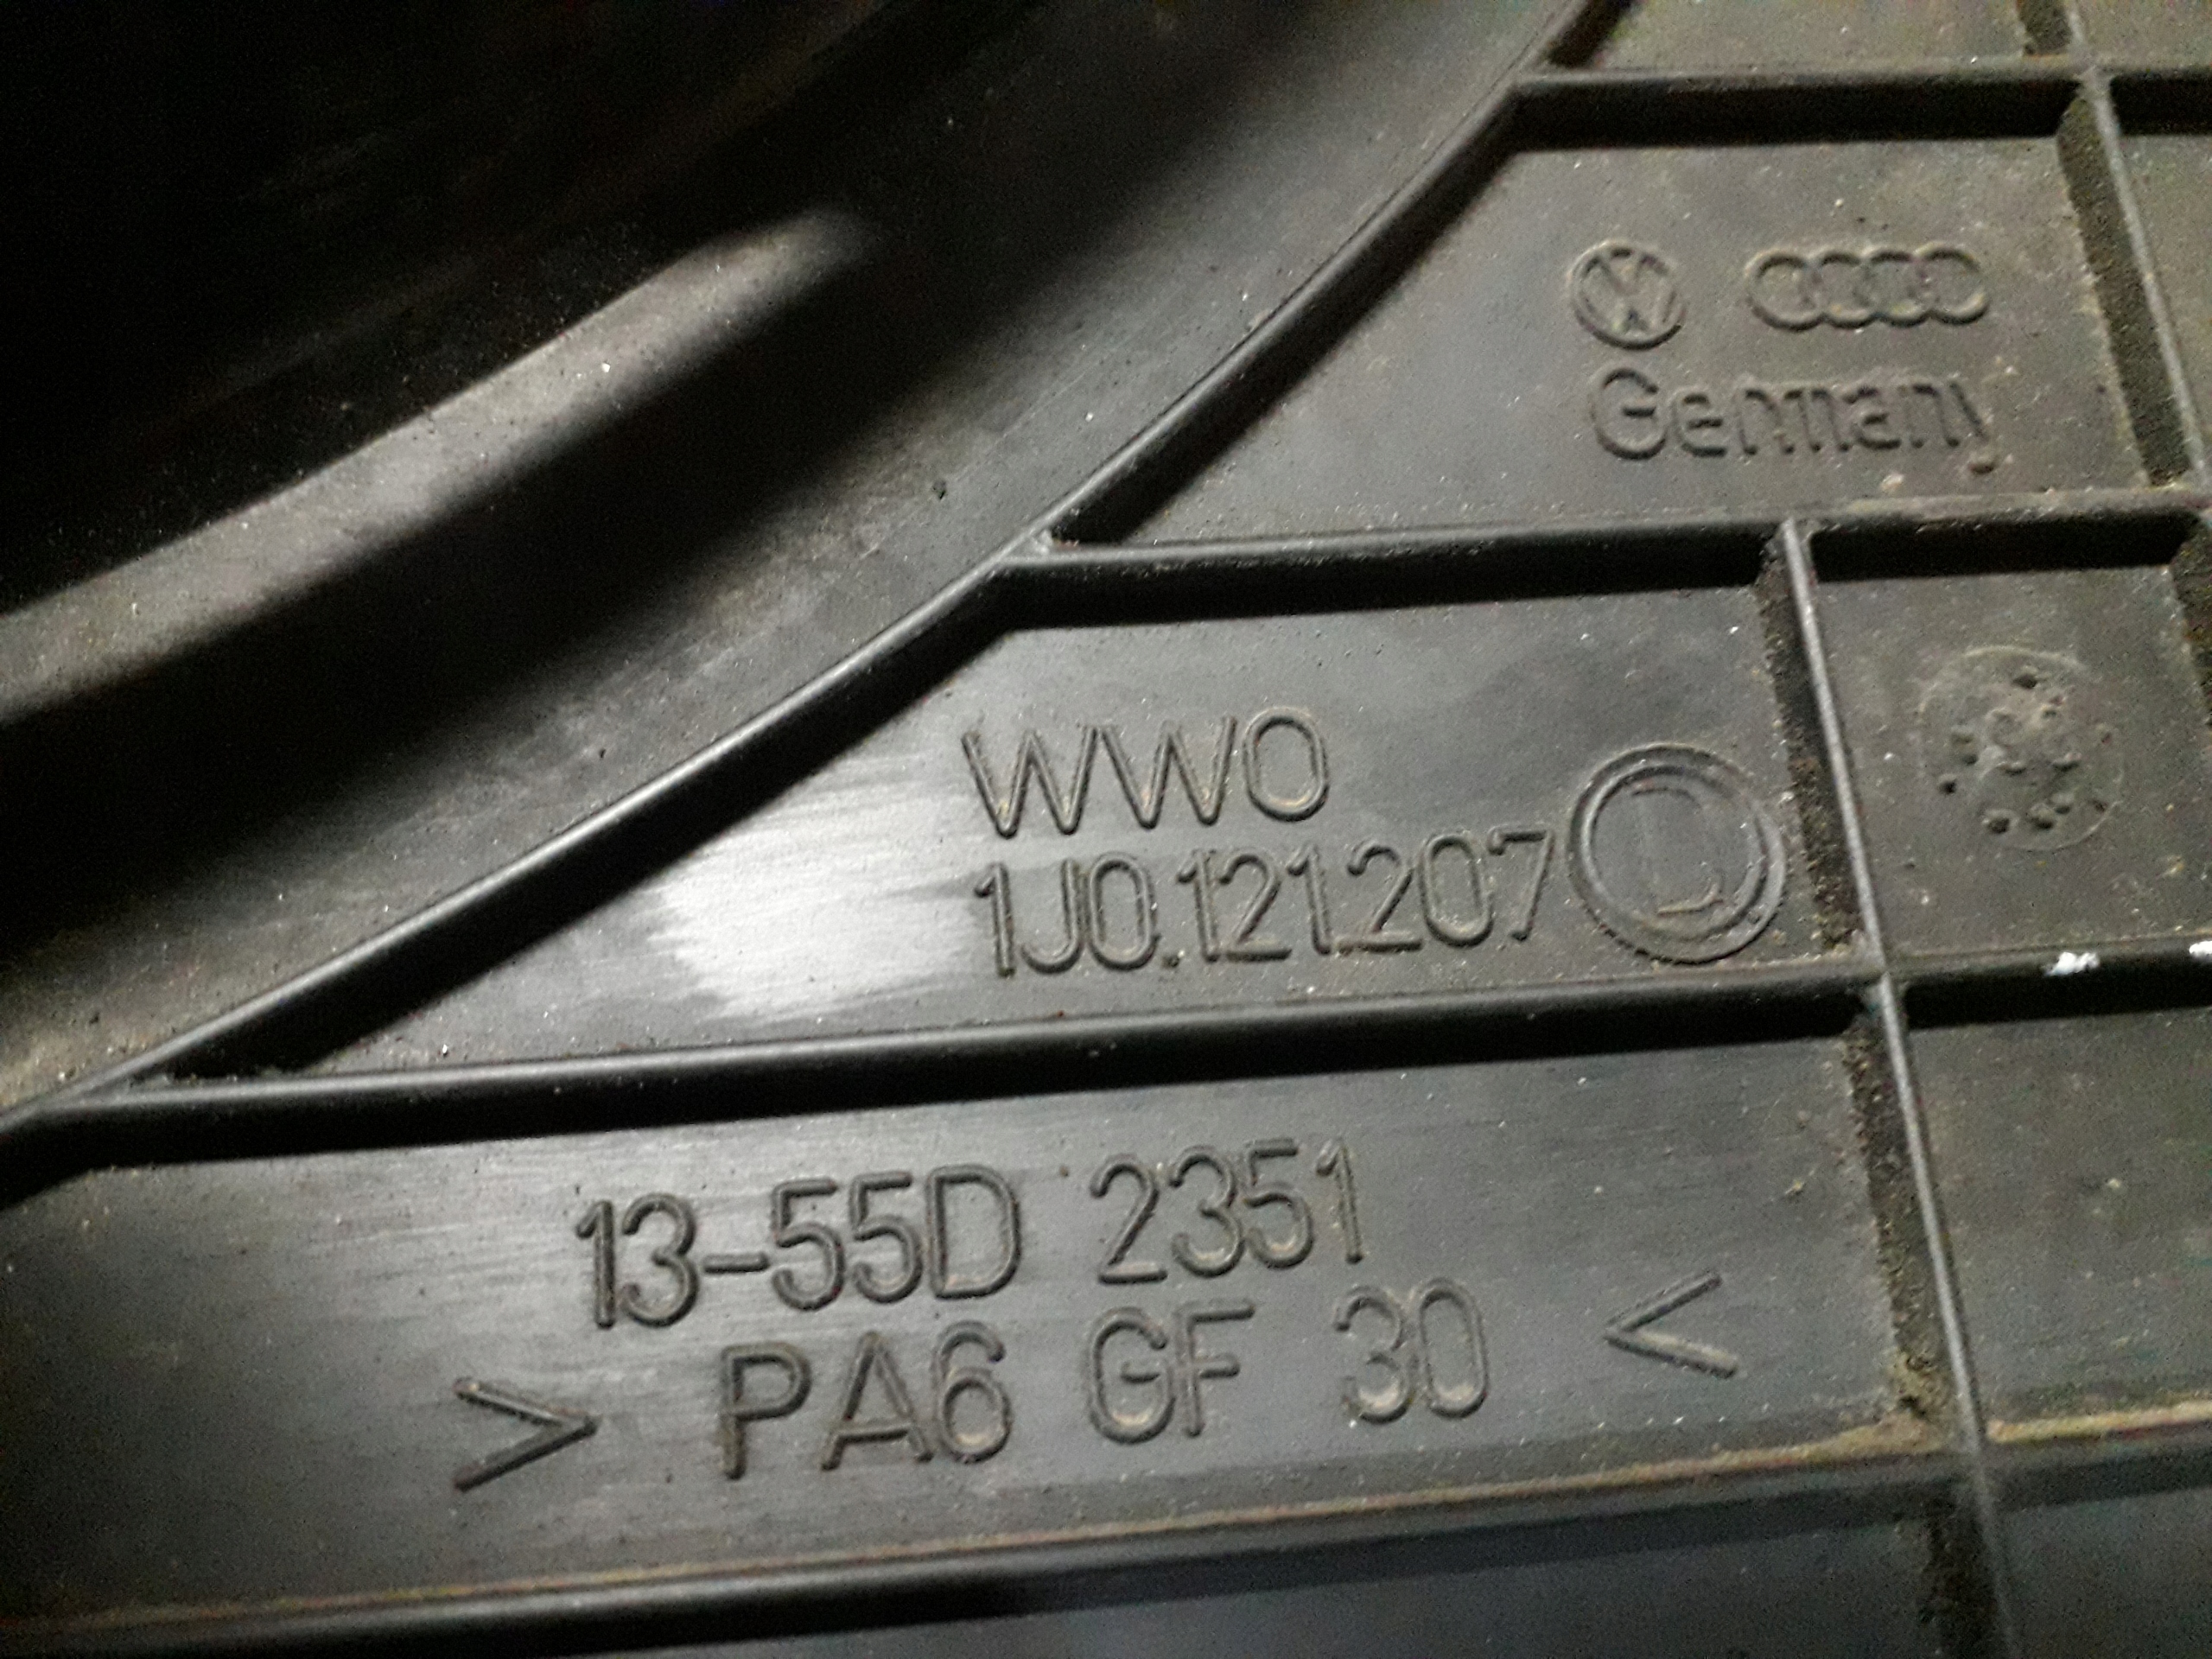 Germany
WWO
1J0.121.207
13-55D 2351
> PA6 GF 30 <